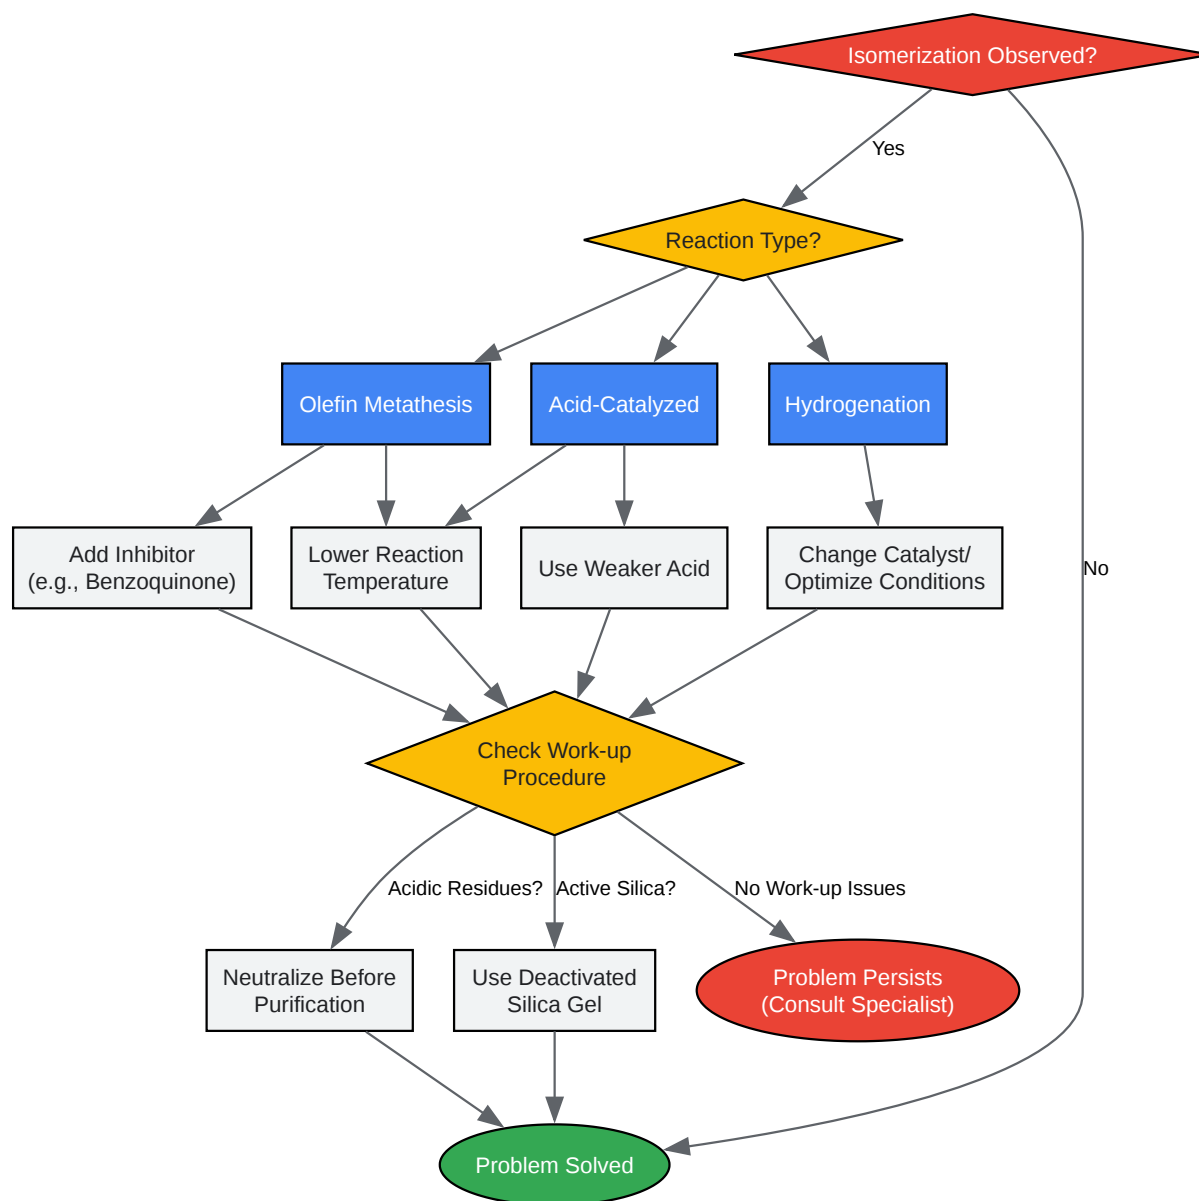 Isomerization Observed?
Yes
Reaction Type?
Olefin Metathesis
Acid-Catalyzed
Hydrogenation
Add Inhibitor
(e.g., Benzoquinone)
Lower Reaction
Temperature
Use Weaker Acid
Change Catalyst/
Optimize Conditions
No
Check Work-up
Procedure
Acidic Residues?
Active Silica?
No Work-up Issues
Neutralize Before
Purification
Use Deactivated
Silica Gel
Problem Persists
(Consult Specialist)
Problem Solved